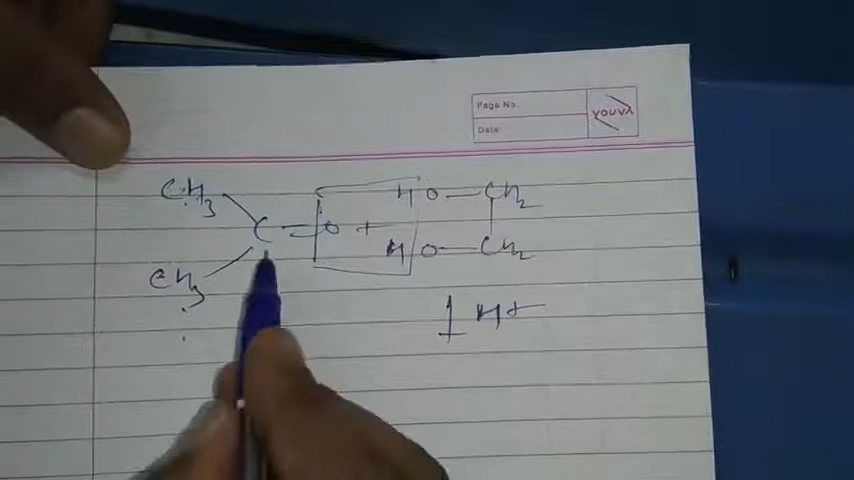 Page No.
Date:
YOUVA
CH3 HO — CH2
C = O +
CH3 HO — CH2
H+